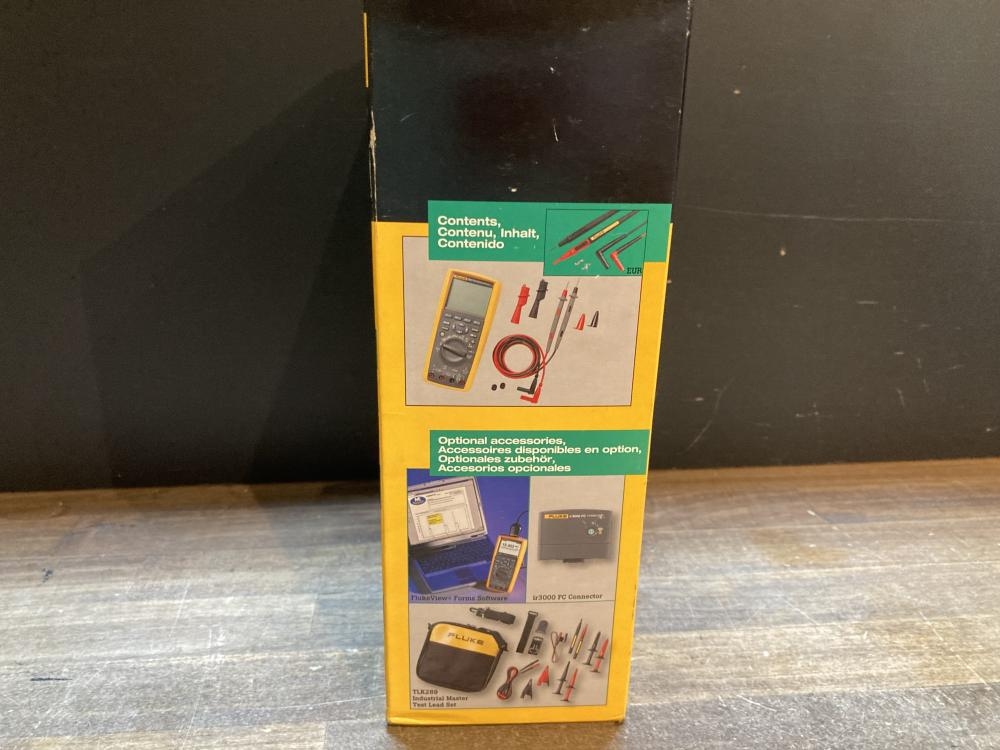 Contents,
Contenu, Inhalt,
Contenido
EUR
Optional accessories,
Accessoires disponibles en option,
Optionales zubehör,
Accesorios opcionales
FLUKE
FlukeView® Forms Software
ir3000 FC Connector
FLUKE
TLK289
Industrial Master
Test Lead Set